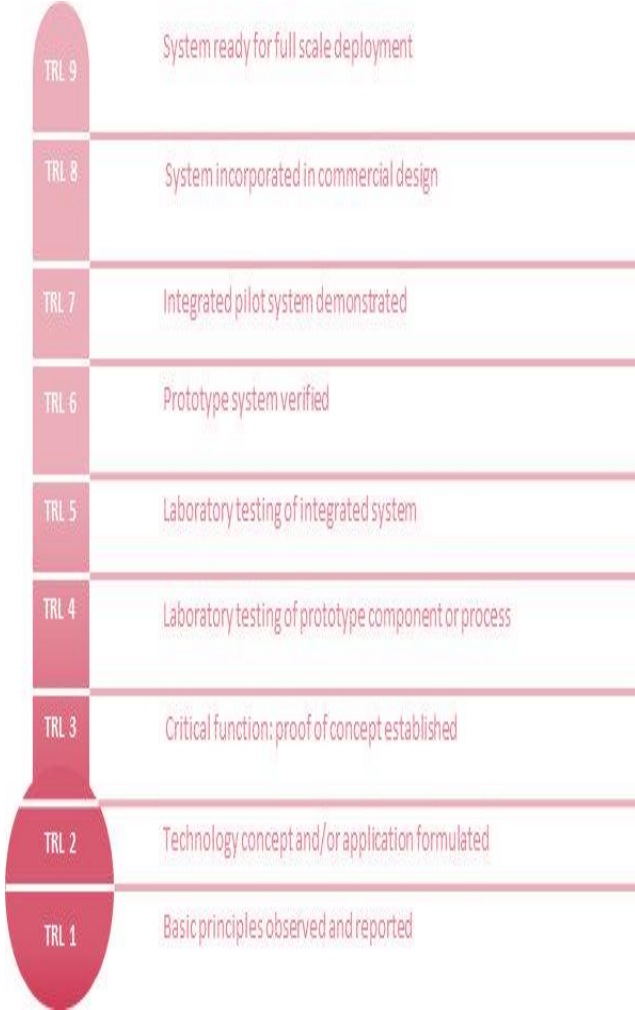 TRL 9 System ready for full scale deployment
TRL 8 System incorporated in commercial design
TRL 7 Integrated pilot system demonstrated
TRL 6 Prototype system verified
TRL 5 Laboratory testing of integrated system
TRL 4 Laboratory testing of prototype component or process
TRL 3 Critical function: proof of concept established
TRL 2 Technology concept and/or application formulated
TRL 1 Basic principles observed and reported